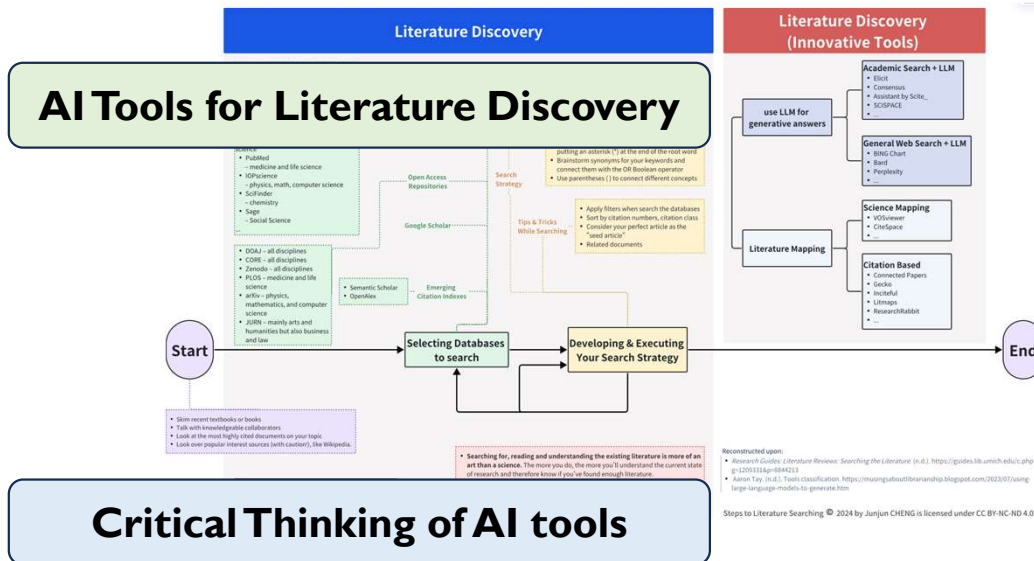 Literature Discovery
Literature Discovery
(Innovative Tools)
AI Tools for Literature Discovery
science
• PubMed
– medicine and life science
• IOPscience
– physics, math, computer science
• SciFinder
– chemistry
• Sage
– Social Science
...
• DOAJ – all disciplines
• CORE – all disciplines
• Zenodo – all disciplines
• PLOS – medicine and life
science
• arXiv – physics,
mathematics, and computer
science
• JURN – mainly arts and
humanities but also business
and law
Open Access
Repositories
Google Scholar
• Semantic Scholar
• OpenAlex
Emerging
Citation Indexes
Search
Strategy
putting an asterisk (*) at the end of the root word
• Brainstorm synonyms for your keywords and
connect them with the OR Boolean operator
• Use parentheses ( ) to connect different concepts
Tips & Tricks
While Searching
• Apply filters when search the databases
• Sort by citation numbers, citation class
• Consider your perfect article as the
"seed article"
• Related documents
use LLM for
generative answers
Academic Search + LLM
• Elicit
• Consensus
• Assistant by Scite_
• SCISPACE
• ...
General Web Search + LLM
• BING Chart
• Bard
• Perplexity
• ...
Literature Mapping
Science Mapping
• VOSviewer
• CiteSpace
• ...
Citation Based
• Connected Papers
• Gecko
• Inciteful
• Litmaps
• ResearchRabbit
• ...
Start
Selecting Databases
to search
Developing & Executing
Your Search Strategy
End
• Skim recent textbooks or books
• Talk with knowledgeable collaborators
• Look at the most highly cited documents on your topic
• Look over popular interest sources (with caution!), like Wikipedia.
• Searching for, reading and understanding the existing literature is more of an
art than a science. The more you do, the more you'll understand the current state
of research and therefore know if you've found enough literature.
Reconstructed upon:
• Research Guides: Literature Reviews: Searching the Literature. (n.d.). https://guides.lib.umich.edu/c.php
g=1209331&p=8844213
• Aaron Tay. (n.d.). Tools classification. https://musingsaboutlibrarianship.blogspot.com/2023/07/using-
large-language-models-to-generate.htm
Critical Thinking of AI tools
Steps to Literature Searching © 2024 by Junjun CHENG is licensed under CC BY-NC-ND 4.0